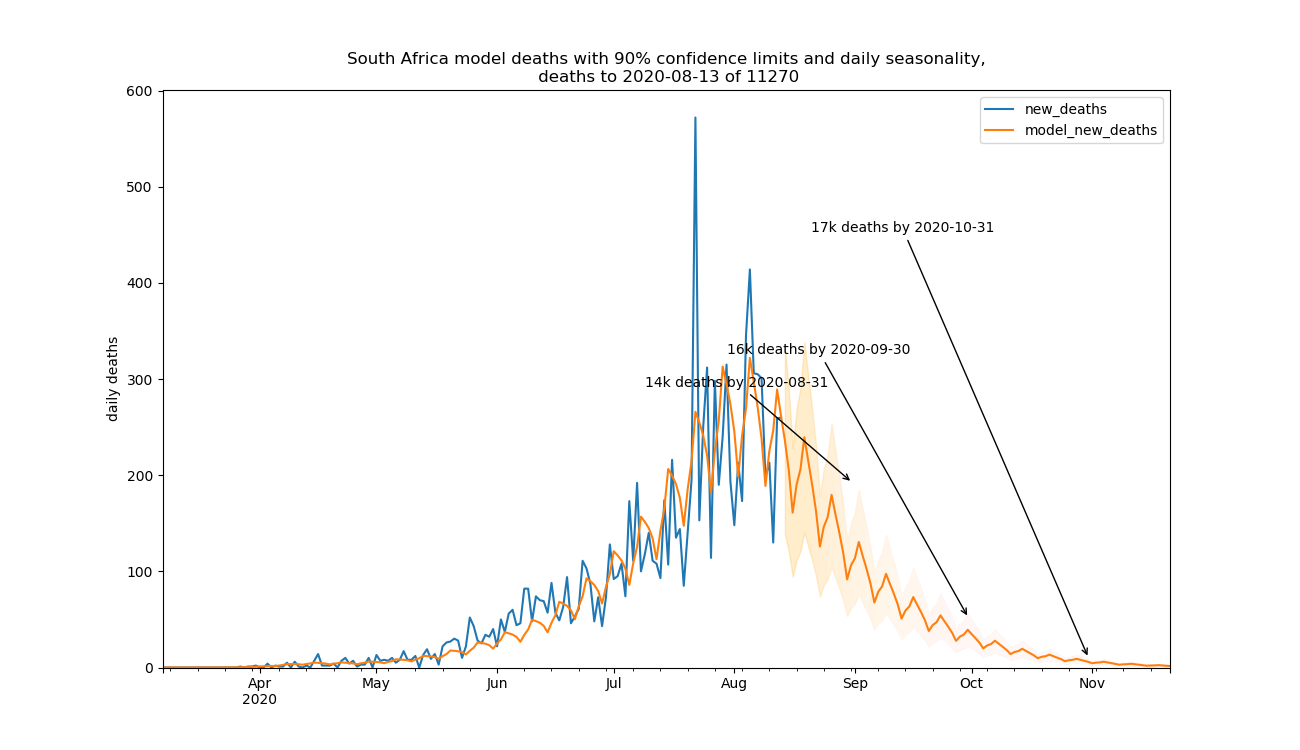 South Africa model deaths with 90% confidence limits and daily seasonality,
deaths to 2020-08-13 of 11270
new_deaths
model_new_deaths
daily deaths
600
500
400
300
200
100
0
17k deaths by 2020-10-31
16k deaths by 2020-09-30
14k deaths by 2020-08-31
Apr
2020
May
Jun
Jul
Aug
Sep
Oct
Nov